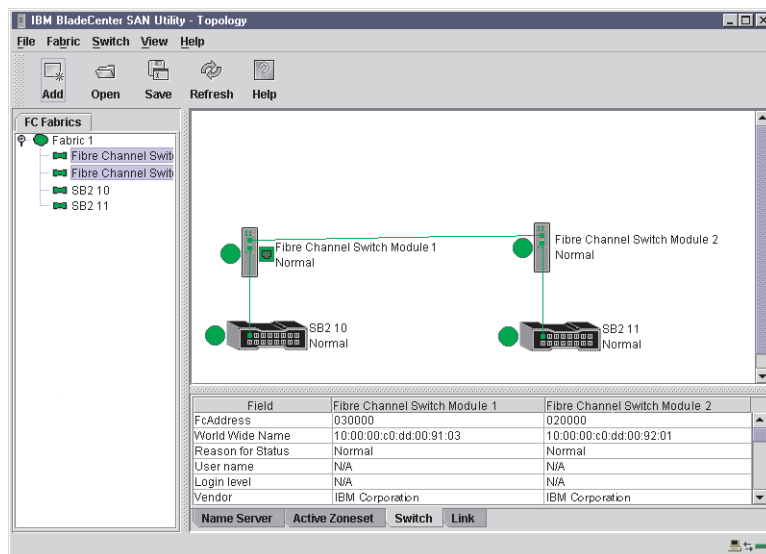 IBM BladeCenter SAN Utility - Topology
File Fabric Switch View Help
Add Open Save Refresh Help
FC Fabrics
Fabric 1
Fibre Channel Swit
Fibre Channel Swit
SB2 10
SB2 11
Fibre Channel Switch Module 1
Normal
Fibre Channel Switch Module 2
Normal
SB2 10
Normal
SB2 11
Normal
Field Fibre Channel Switch Module 1 Fibre Channel Switch Module 2
FcAddress 030000 020000
World Wide Name 10:00:00:c0:dd:00:91:03 10:00:00:c0:dd:00:92:01
Reason for Status Normal Normal
User name N/A N/A
Login level N/A N/A
Vendor IBM Corporation IBM Corporation
Name Server Active Zoneset Switch Link